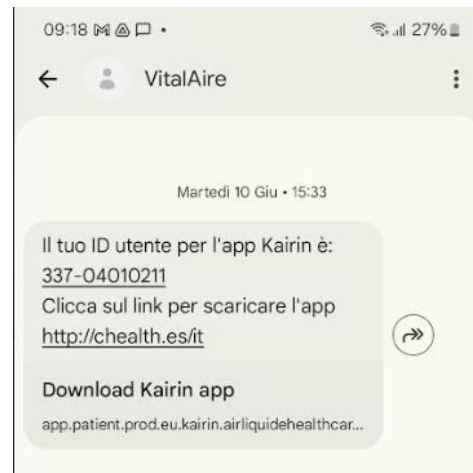 09:18
27%
VitalAire
Martedì 10 Giu • 15:33
Il tuo ID utente per l'app Kairin è:
337-04010211
Clicca sul link per scaricare l'app
http://chealth.es/it
Download Kairin app
app.patient.prod.eu.kairin.airliquidehealthcar...